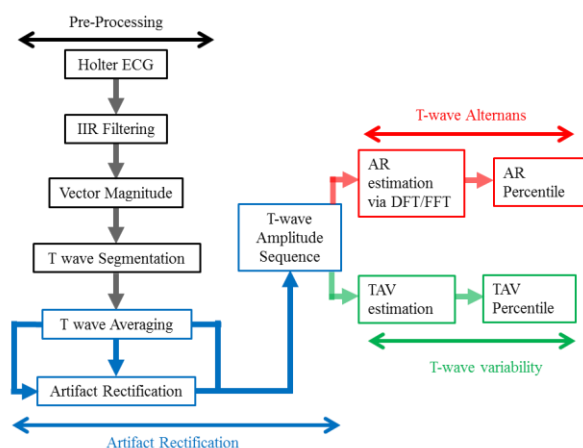 Pre-Processing
Holter ECG
IIR Filtering
Vector Magnitude
T wave Segmentation
T wave Averaging
Artifact Rectification
Artifact Rectification
T-wave
Amplitude
Sequence
T-wave Alternans
AR
estimation
via DFT/FFT
AR
Percentile
TAV
estimation
TAV
Percentile
T-wave variability